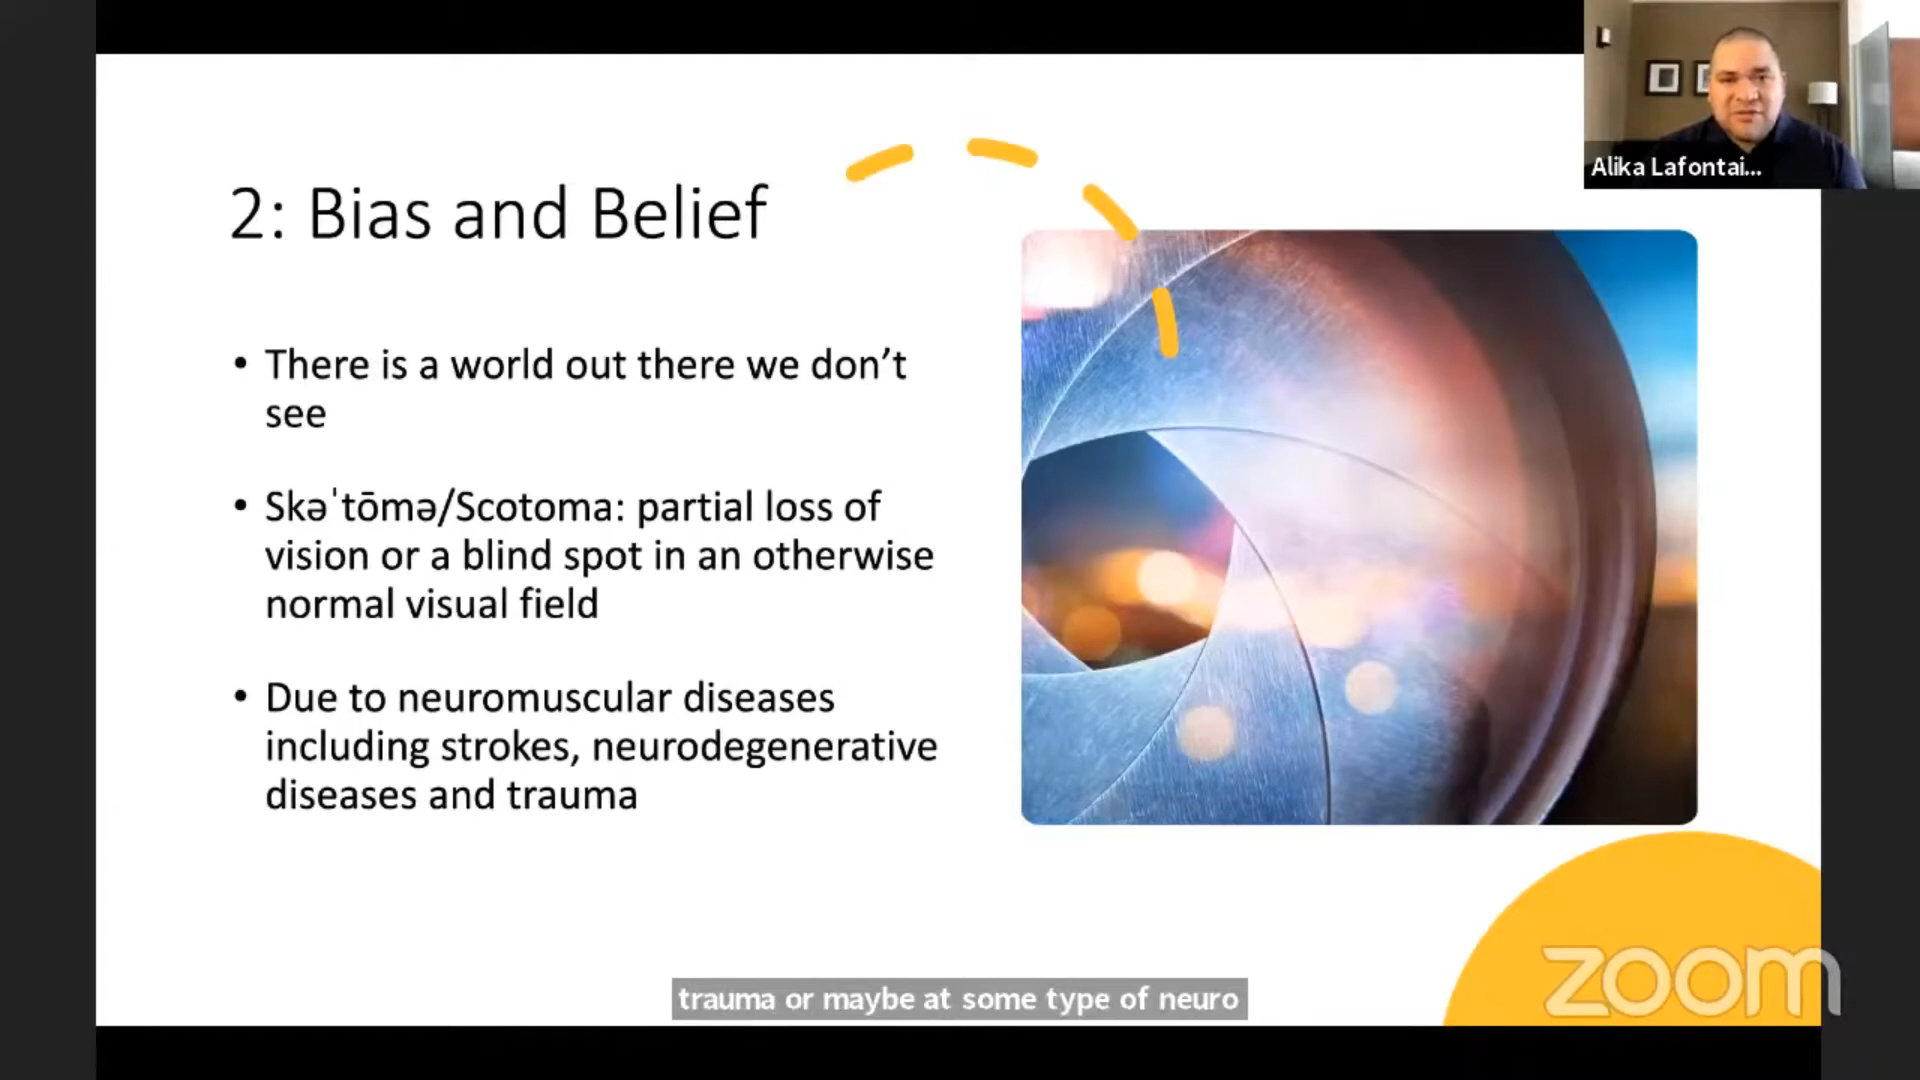 Alika Lafontai...
2: Bias and Belief
• There is a world out there we don’t
see
• Skəˈtōmə/Scotoma: partial loss of
vision or a blind spot in an otherwise
normal visual field
• Due to neuromuscular diseases
including strokes, neurodegenerative
diseases and trauma
trauma or maybe at some type of neuro
zoom